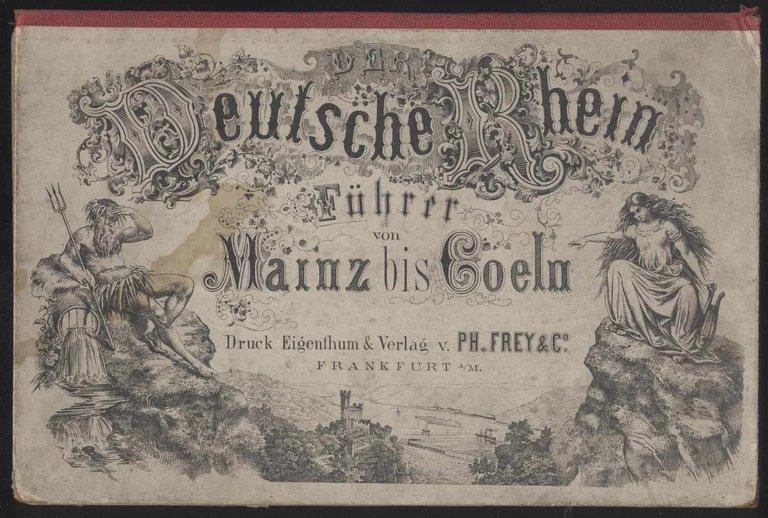 DER
Deutsche Rhein
Führer
von
Mainz bis Coeln
Druck Eigenthum & Verlag v. PH. FREY & Cº
FRANKFURT A/M.